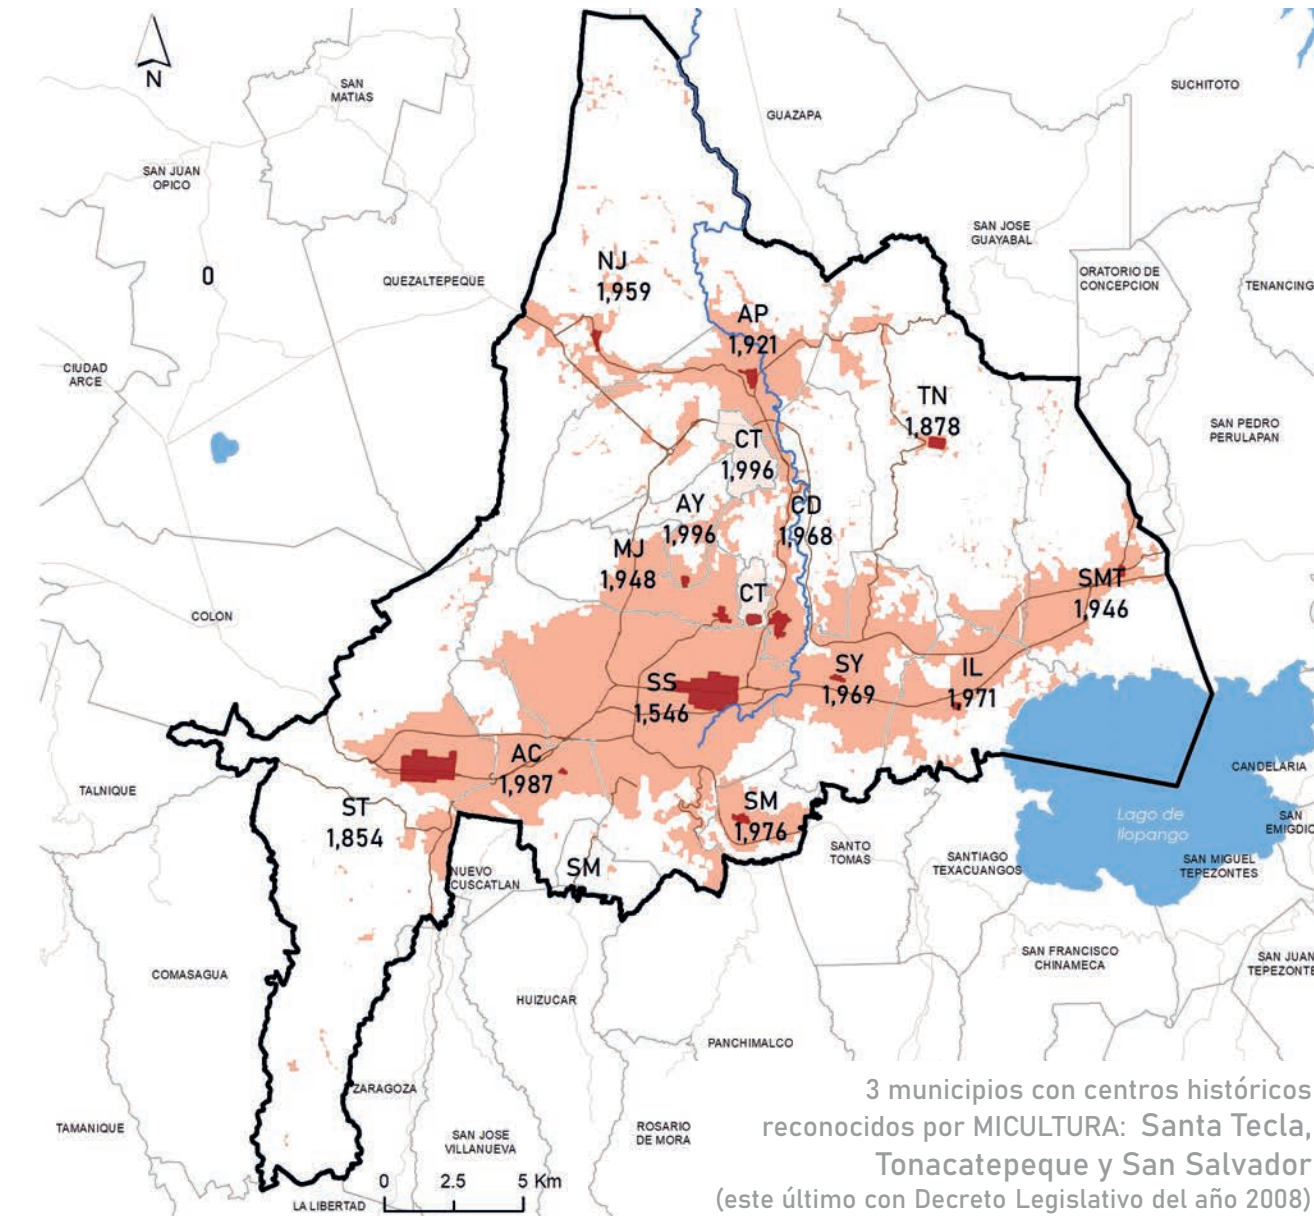 N
SAN
MATIAS
GUAZAPA
SUCHITOTO
SAN JUAN
OPICO
SAN JOSE
GUAYABAL
0
QUEZALTEPEQUE
NJ
1,959
ORATORIO DE
CONCEPCION
TENANCING
AP
1,921
CIUDAD
ARCE
TN
1,878
SAN PEDRO
PERULAPAN
CT
1,996
AY
1,996
CD
1,968
MJ
1,948
CT
SMT
1,946
COLON
SS
1,546
SY
1,969
IL
1,971
AC
1,987
CANDELARIA
TALNIQUE
ST
1,854
SM
1,976
Lago de
Ilopango
SAN
EMIGDIO
SANTO
TOMAS
SANTIAGO
TEXACUANGOS
SAN MIGUEL
TEPEZONTES
NUEVO
CUSCATLAN
SM
COMASAGUA
SAN FRANCISCO
CHINAMECA
SAN JUAN
TEPEZONTE
HUIZUCAR
PANCHIMALCO
ZARAGOZA
TAMANIQUE
SAN JOSE
VILLANUEVA
ROSARIO
DE MORA
0 2.5 5 Km
LA LIBERTAD
3 municipios con centros históricos
reconocidos por MICULTURA: Santa Tecla,
Tonacatepeque y San Salvador
(este último con Decreto Legislativo del año 2008)